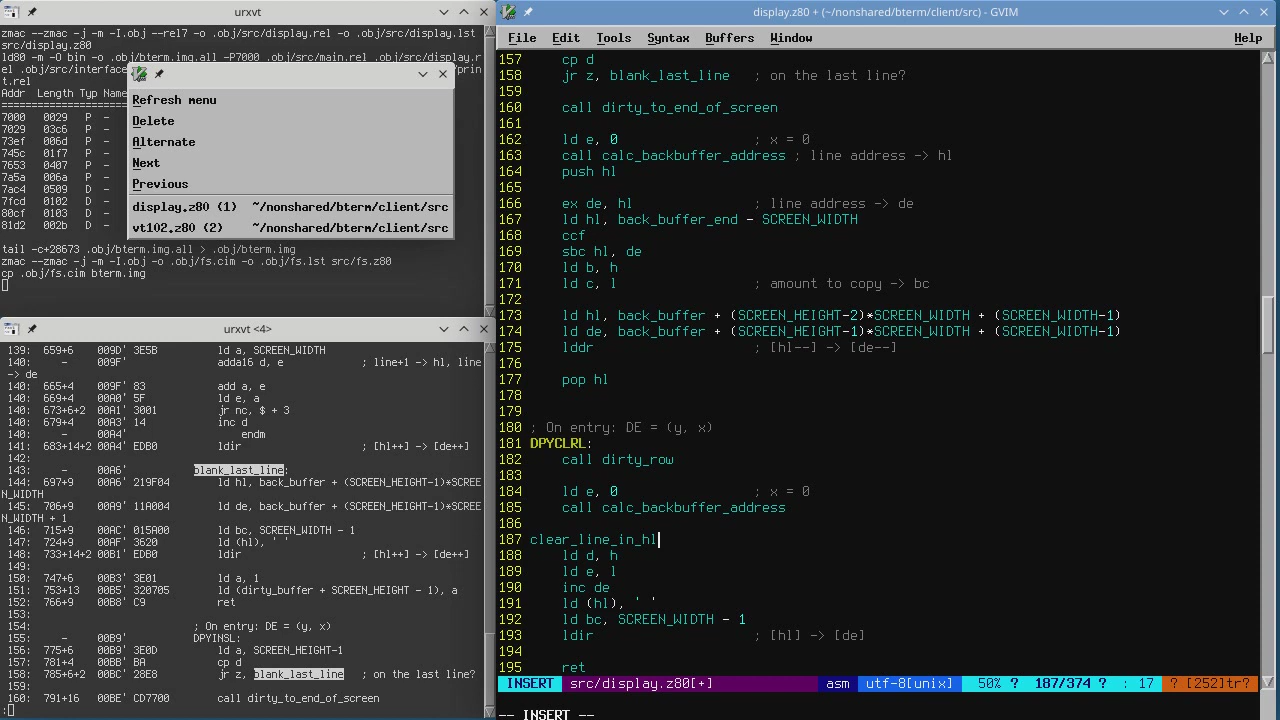 urxvt
zmac --zmac -j -m -I.obj --rel7 -o .obj/src/display.rel -o .obj/src/display.lst
src/display.z80
ld80 -m -O bin -o .obj/bterm.img.all -P7000 .obj/src/main.rel .obj/src/display.r
el .obj/src/interfac
/prin
t.rel
Addr  Length Typ Name
7000  0029  P  -
7029  03c6  P  -
73ef  006d  P  -
745c  01f7  P  -
7653  0407  P  -
7a5a  006a  P  -
7ac4  0509  D  -
7fcd  0102  D  -
80cf  0103  D  -
81d2  002b  D  -
tail -c+28673 .obj/bterm.img.all > .obj/bterm.img
zmac --zmac -j -m -I.obj -o .obj/fs.cim -o .obj/fs.lst src/fs.z80
cp .obj/fs.cim bterm.img
Refresh menu
Delete
Alternate
Next
Previous
display.z80 (1)  ~/nonshared/bterm/client/src
vt102.z80 (2)  ~/nonshared/bterm/client/src
urxvt <4>
139:  659+6  009D' 3E5B  ld a, SCREEN_WIDTH
140:  -  009F'  adda16 d, e  ; line+1 -> hl, line
-> de
140:  665+4  009F' 83  add a, e
140:  669+4  00A0' 5F  ld e, a
140:  673+6+2  00A1' 3001  jr nc, $ + 3
140:  679+4  00A3' 14  inc d
140:  -  00A4'  endm
141:  683+14+2 00A4' EDB0  ldir  ; [hl++] -> [de++]
142:
143:  -  00A6'  blank_last_line:
144:  697+9  00A6' 219F04  ld hl, back_buffer + (SCREEN_HEIGHT-1)*SCREE
N_WIDTH
145:  706+9  00A9' 11A004  ld de, back_buffer + (SCREEN_HEIGHT-1)*SCREE
N_WIDTH + 1
146:  715+9  00AC' 015A00  ld bc, SCREEN_WIDTH - 1
147:  724+9  00AF' 3620  ld (hl), ' '
148:  733+14+2 00B1' EDB0  ldir  ; [hl++] -> [de++]
149:
150:  747+6  00B3' 3E01  ld a, 1
151:  753+13  00B5' 320705  ld (dirty_buffer + SCREEN_HEIGHT - 1), a
152:  766+9  00B8' C9  ret
153:
154:  ; On entry: DE = (y, x)
155:  -  00B9'  DPYINSL:
156:  775+6  00B9' 3E0D  ld a, SCREEN_HEIGHT-1
157:  781+4  00BB' BA  cp d
158:  785+6+2  00BC' 28E8  jr z, blank_last_line  ; on the last line?
159:
160:  791+16  00BE' CD7700  call dirty_to_end_of_screen
:
display.z80 + (~/nonshared/bterm/client/src) - GVIM
File  Edit  Tools  Syntax  Buffers  Window  Help
157  cp d
158  jr z, blank_last_line  ; on the last line?
159
160  call dirty_to_end_of_screen
161
162  ld e, 0  ; x = 0
163  call calc_backbuffer_address ; line address -> hl
164  push hl
165
166  ex de, hl  ; line address -> de
167  ld hl, back_buffer_end - SCREEN_WIDTH
168  ccf
169  sbc hl, de
170  ld b, h
171  ld c, l  ; amount to copy -> bc
172
173  ld hl, back_buffer + (SCREEN_HEIGHT-2)*SCREEN_WIDTH + (SCREEN_WIDTH-1)
174  ld de, back_buffer + (SCREEN_HEIGHT-1)*SCREEN_WIDTH + (SCREEN_WIDTH-1)
175  lddr  ; [hl--] -> [de--]
176
177  pop hl
178
179
180 ; On entry: DE = (y, x)
181 DPYCLRL:
182  call dirty_row
183
184  ld e, 0  ; x = 0
185  call calc_backbuffer_address
186
187 clear_line_in_hl
188  ld d, h
189  ld e, l
190  inc de
191  ld (hl), ' '
192  ld bc, SCREEN_WIDTH - 1
193  ldir  ; [hl] -> [de]
194
195  ret
INSERT  src/display.z80[+]  asm  utf-8[unix]  50% ?  187/374 ? : 17  ? [252]tr?
-- INSERT --